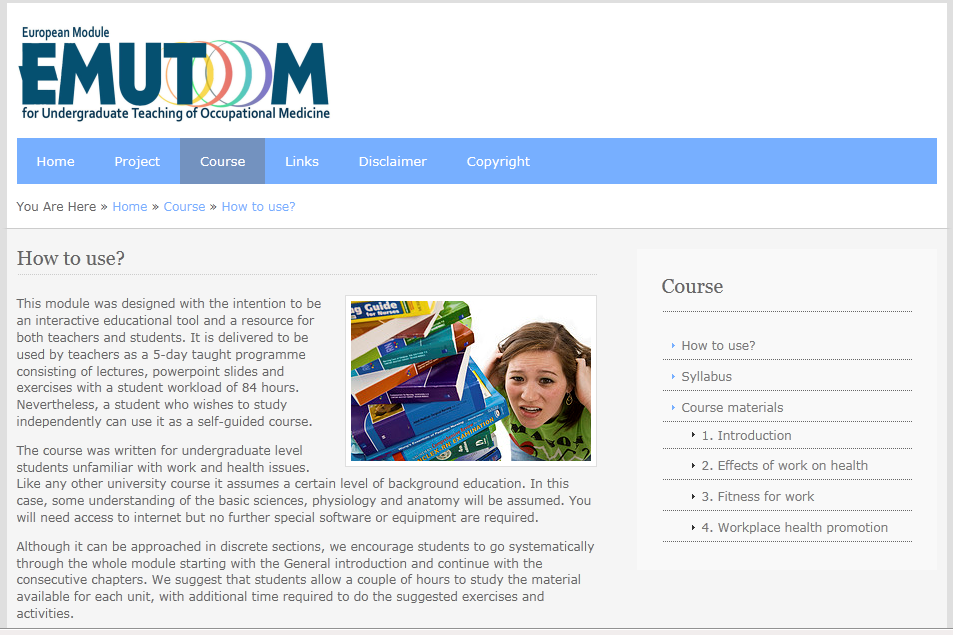 European Module
EMUTOOM
for Undergraduate Teaching of Occupational Medicine
Home Project Course Links Disclaimer Copyright
You Are Here » Home » Course » How to use?
How to use?
This module was designed with the intention to be
an interactive educational tool and a resource for
both teachers and students. It is delivered to be
used by teachers as a 5-day taught programme
consisting of lectures, powerpoint slides and
exercises with a student workload of 84 hours.
Nevertheless, a student who wishes to study
independently can use it as a self-guided course.
Guide
for Nurses
EXAMINATION
The course was written for undergraduate level
students unfamiliar with work and health issues.
Like any other university course it assumes a certain level of background education. In this
case, some understanding of the basic sciences, physiology and anatomy will be assumed. You
will need access to internet but no further special software or equipment are required.
Although it can be approached in discrete sections, we encourage students to go systematically
through the whole module starting with the General introduction and continue with the
consecutive chapters. We suggest that students allow a couple of hours to study the material
available for each unit, with additional time required to do the suggested exercises and
activities.
Course
How to use?
Syllabus
Course materials
1. Introduction
2. Effects of work on health
3. Fitness for work
4. Workplace health promotion